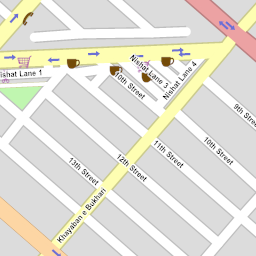 Nishat Lane 1
Nishat Lane 3
Nishat Lane 4
10th Street
9th Street
10th Street
11th Street
12th Street
13th Street
Khayaban e Bukhari